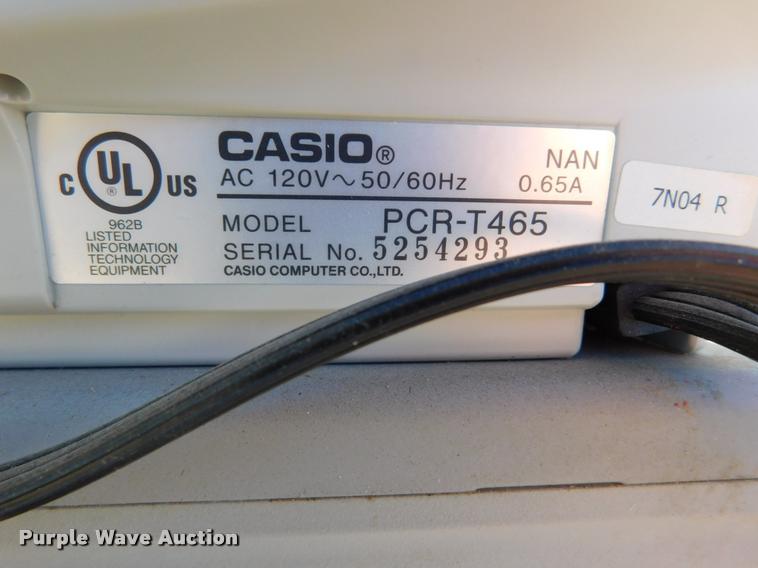 CASIO® NAN
AC 120V～50/60Hz 0.65A
MODEL PCR-T465
SERIAL No. 5254293
CASIO COMPUTER CO.,LTD.
C UL ® US
962B
LISTED
INFORMATION
TECHNOLOGY
EQUIPMENT
7N04 R
Purple Wave Auction